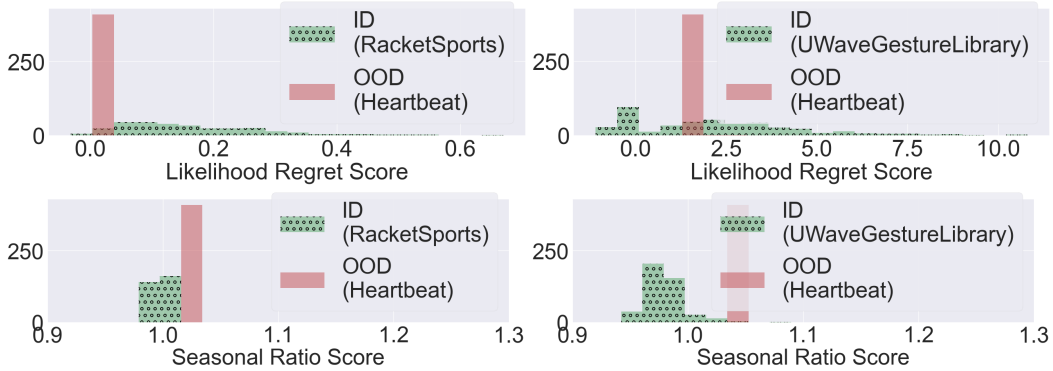 250
0
0.0 0.2 0.4 0.6
Likelihood Regret Score
ID
(RacketSports)
OOD
(Heartbeat)
250
0
0.0 2.5 5.0 7.5 10.0
Likelihood Regret Score
ID
(UWaveGestureLibrary)
OOD
(Heartbeat)
250
0
0.9 1.0 1.1 1.2 1.3
Seasonal Ratio Score
ID
(RacketSports)
OOD
(Heartbeat)
250
0
0.9 1.0 1.1 1.2 1.3
Seasonal Ratio Score
ID
(UWaveGestureLibrary)
OOD
(Heartbeat)